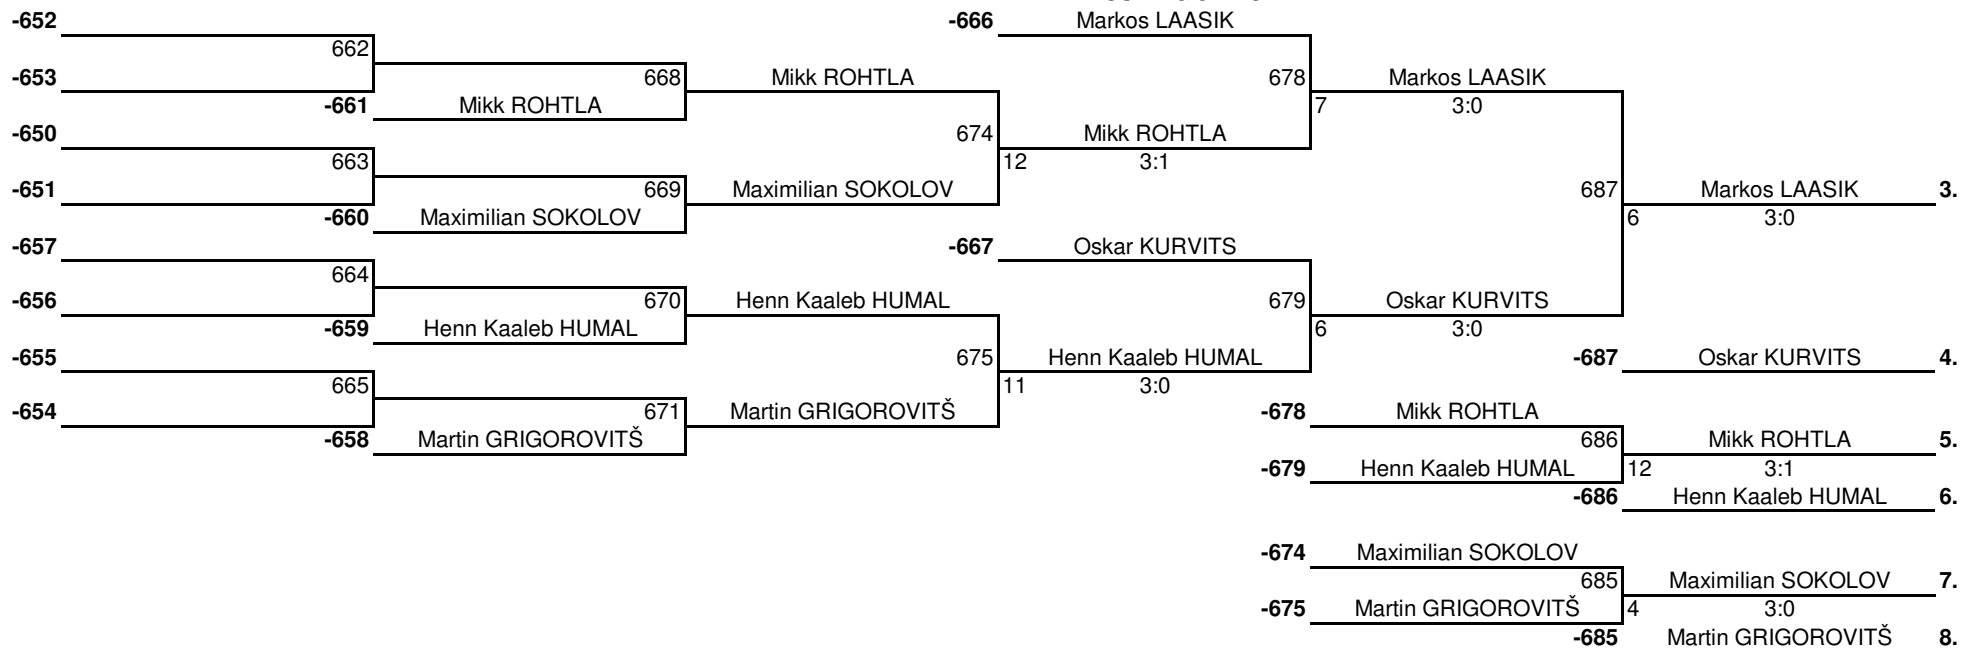 -652 -666 Markos LAASIK
662
-653 668 Mikk ROHTLA 678 Markos LAASIK
-661 Mikk ROHTLA 7 3:0
-650 674 Mikk ROHTLA
663 12 3:1
-651 669 Maximilian SOKOLOV 687 Markos LAASIK 3.
-660 Maximilian SOKOLOV 6 3:0
-657 -667 Oskar KURVITS
664
-656 670 Henn Kaaleb HUMAL 679 Oskar KURVITS
-659 Henn Kaaleb HUMAL 6 3:0
-655 675 Henn Kaaleb HUMAL -687 Oskar KURVITS 4.
665 11 3:0
-654 671 Martin GRIGOROVITŠ -678 Mikk ROHTLA
-658 Martin GRIGOROVITŠ 686 Mikk ROHTLA 5.
-679 Henn Kaaleb HUMAL 12 3:1
-686 Henn Kaaleb HUMAL 6.
-674 Maximilian SOKOLOV
685 Maximilian SOKOLOV 7.
-675 Martin GRIGOROVITŠ 4 3:0
-685 Martin GRIGOROVITŠ 8.